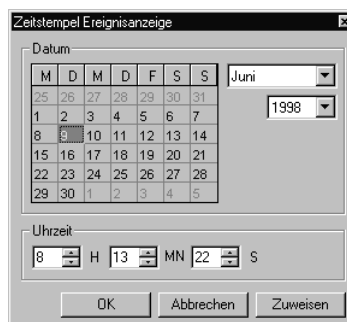 Zeitstempel Ereignisanzeige
Datum
M D M D F S S
Juni
25 26 27 28 29 30 31
1998
1 2 3 4 5 6 7
8 9 10 11 12 13 14
15 16 17 18 19 20 21
22 23 24 25 26 27 28
29 30 1 2 3 4 5
Uhrzeit
8 H 13 MN 22 S
OK Abbrechen Zuweisen